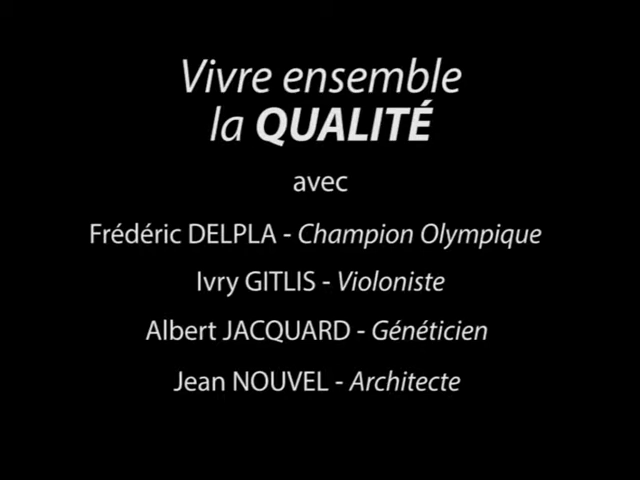 Vivre ensemble
la QUALITÉ
avec
Frédéric DELPLA - Champion Olympique
Ivry GITLIS - Violoniste
Albert JACQUARD - Généticien
Jean NOUVEL - Architecte